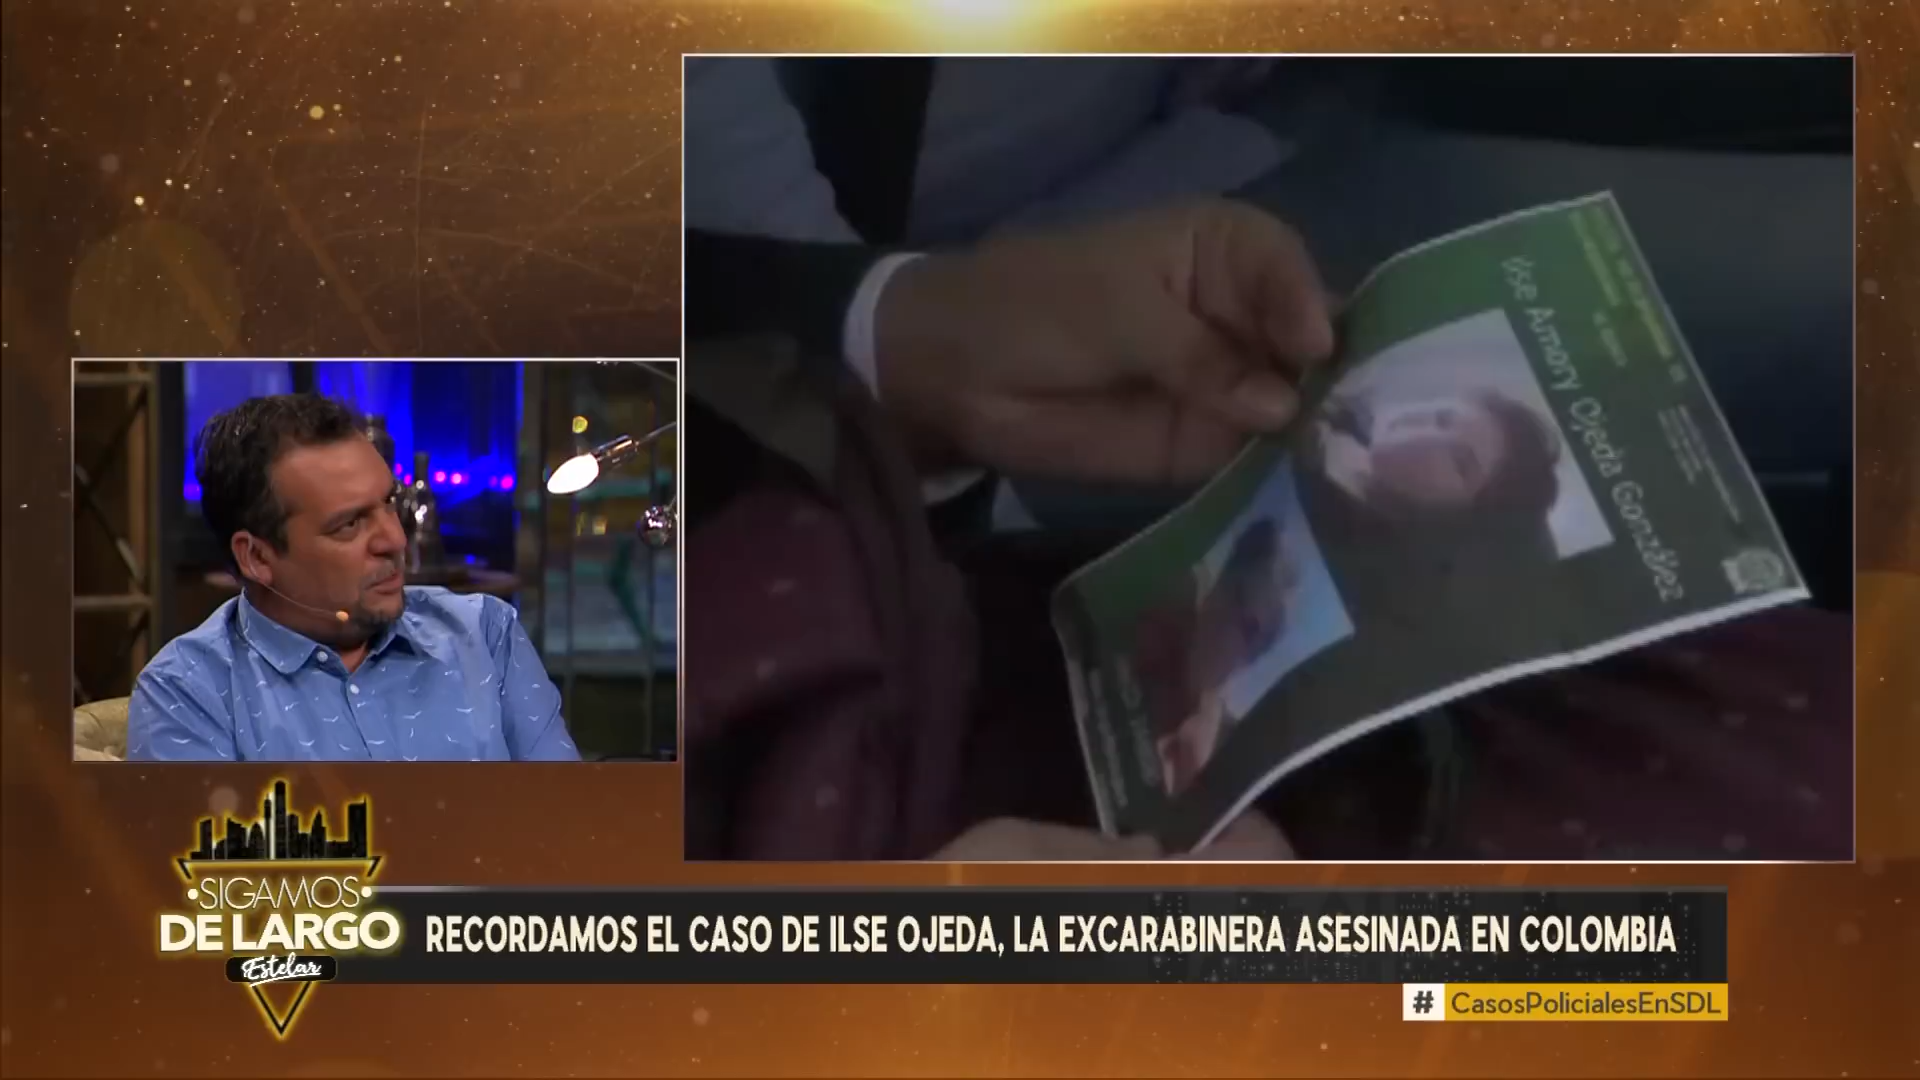 Ilse Amory Ojeda González
SIGAMOS
DE LARGO
Estelar
RECORDAMOS EL CASO DE ILSE OJEDA, LA EXCARABINERA ASESINADA EN COLOMBIA
# CasosPolicialesEnSDL